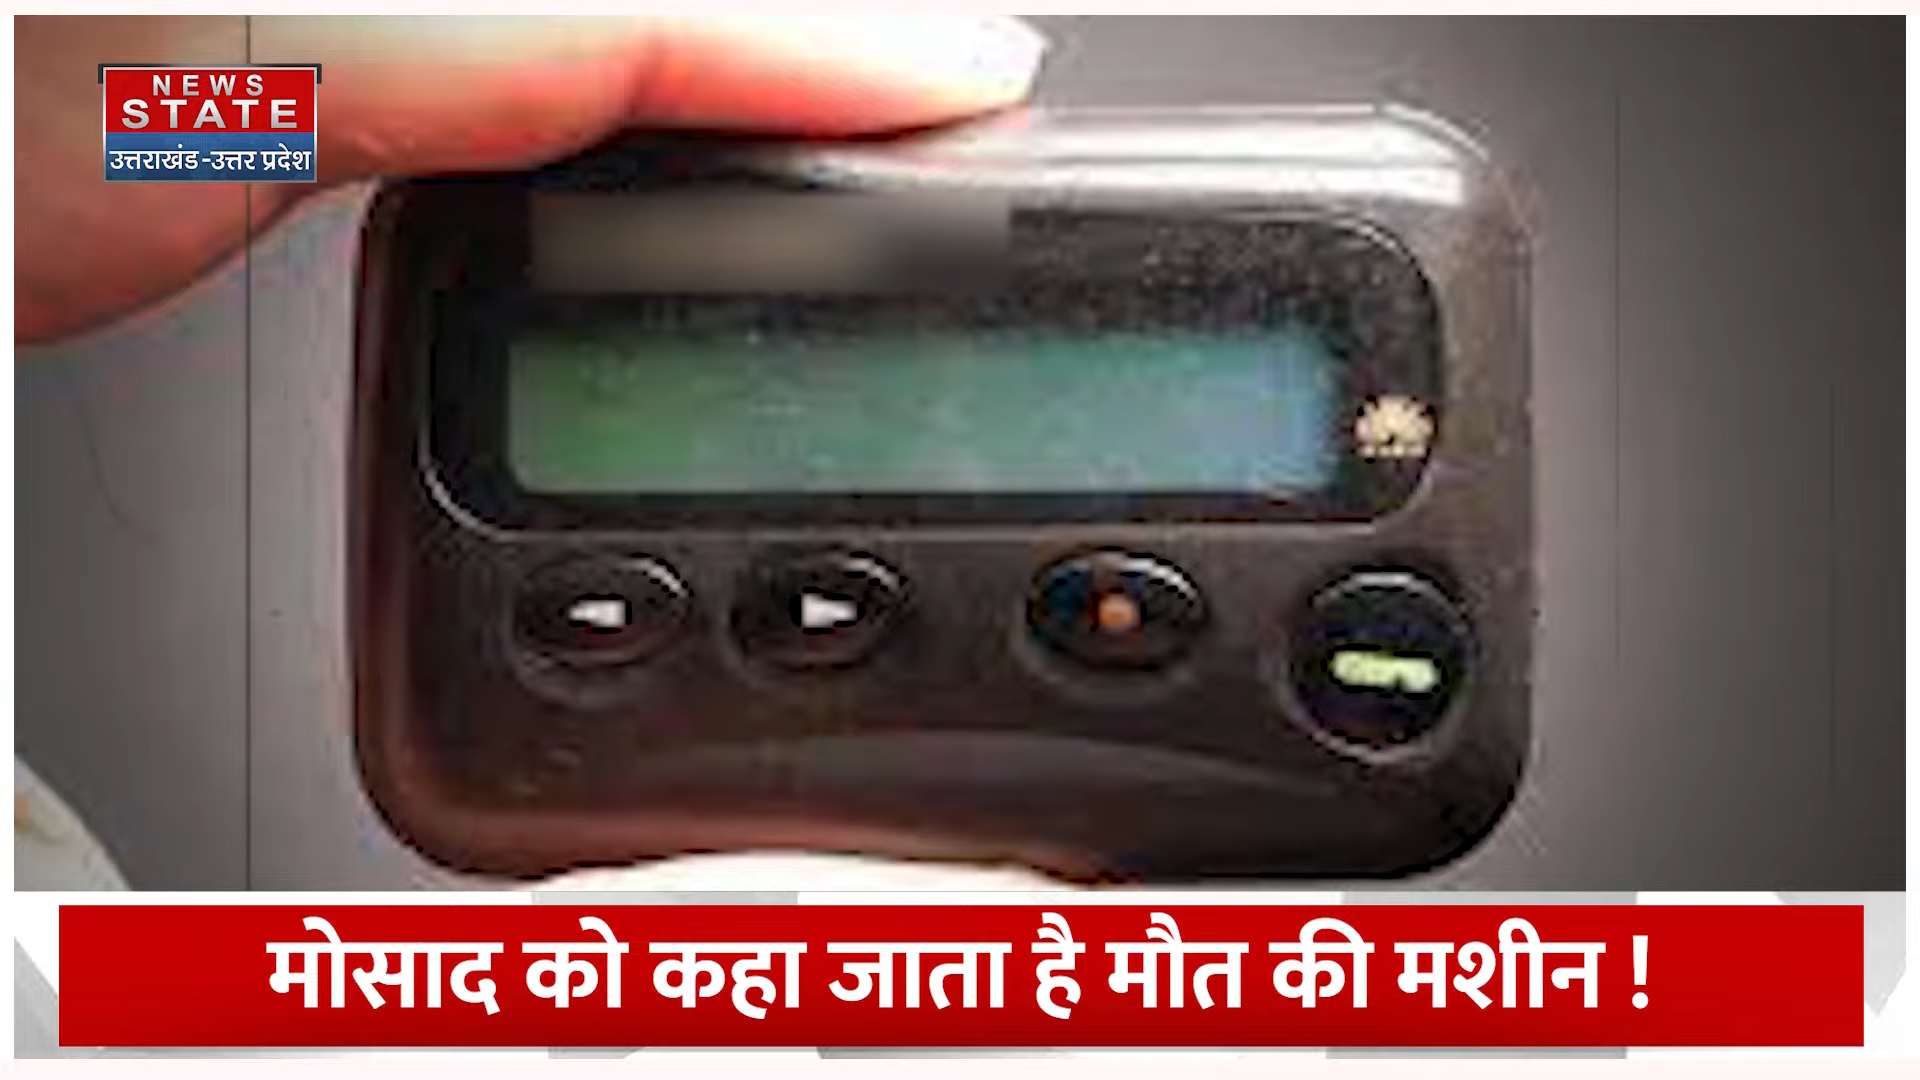 NEWS
STATE
उत्तराखंड-उत्तर प्रदेश
मोसाद को कहा जाता है मौत की मशीन !